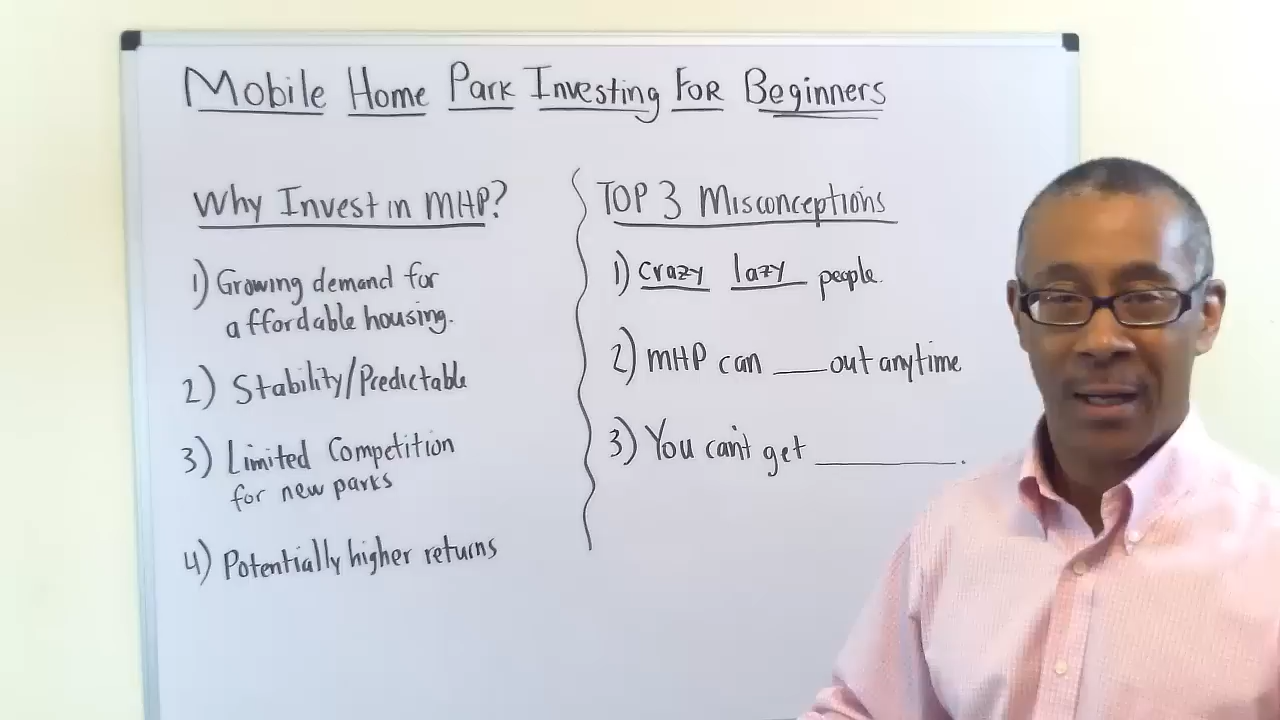 Mobile Home Park Investing For Beginners
Why Invest in MHP?
1) Growing demand for
affordable housing.
2) Stability/Predictable
3) Limited Competition
for new parks
4) Potentially higher returns
TOP 3 Misconceptions
1) crazy lazy people.
2) MHP can ___ out anytime
3) You can't get ________.